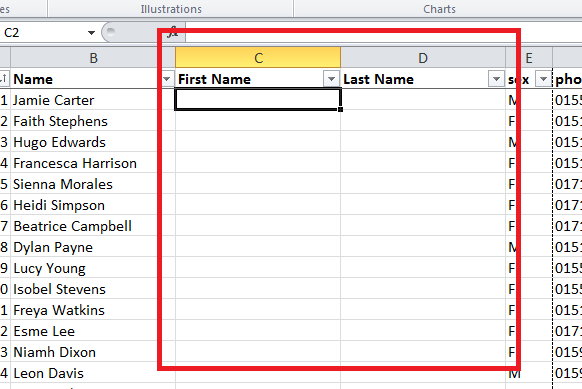 es Illustrations Charts
C2 fx
B C D E
Name First Name Last Name sex pho
1 Jamie Carter M 0155
2 Faith Stephens F 0151
3 Hugo Edwards M 0151
4 Francesca Harrison F 0151
5 Sienna Morales F 0171
6 Heidi Simpson F 0171
7 Beatrice Campbell F 0171
8 Dylan Payne M 0151
9 Lucy Young F 0155
0 Isobel Stevens F 0151
1 Freya Watkins F 0151
2 Esme Lee F 0171
3 Niamh Dixon F 0159
4 Leon Davis M 0159